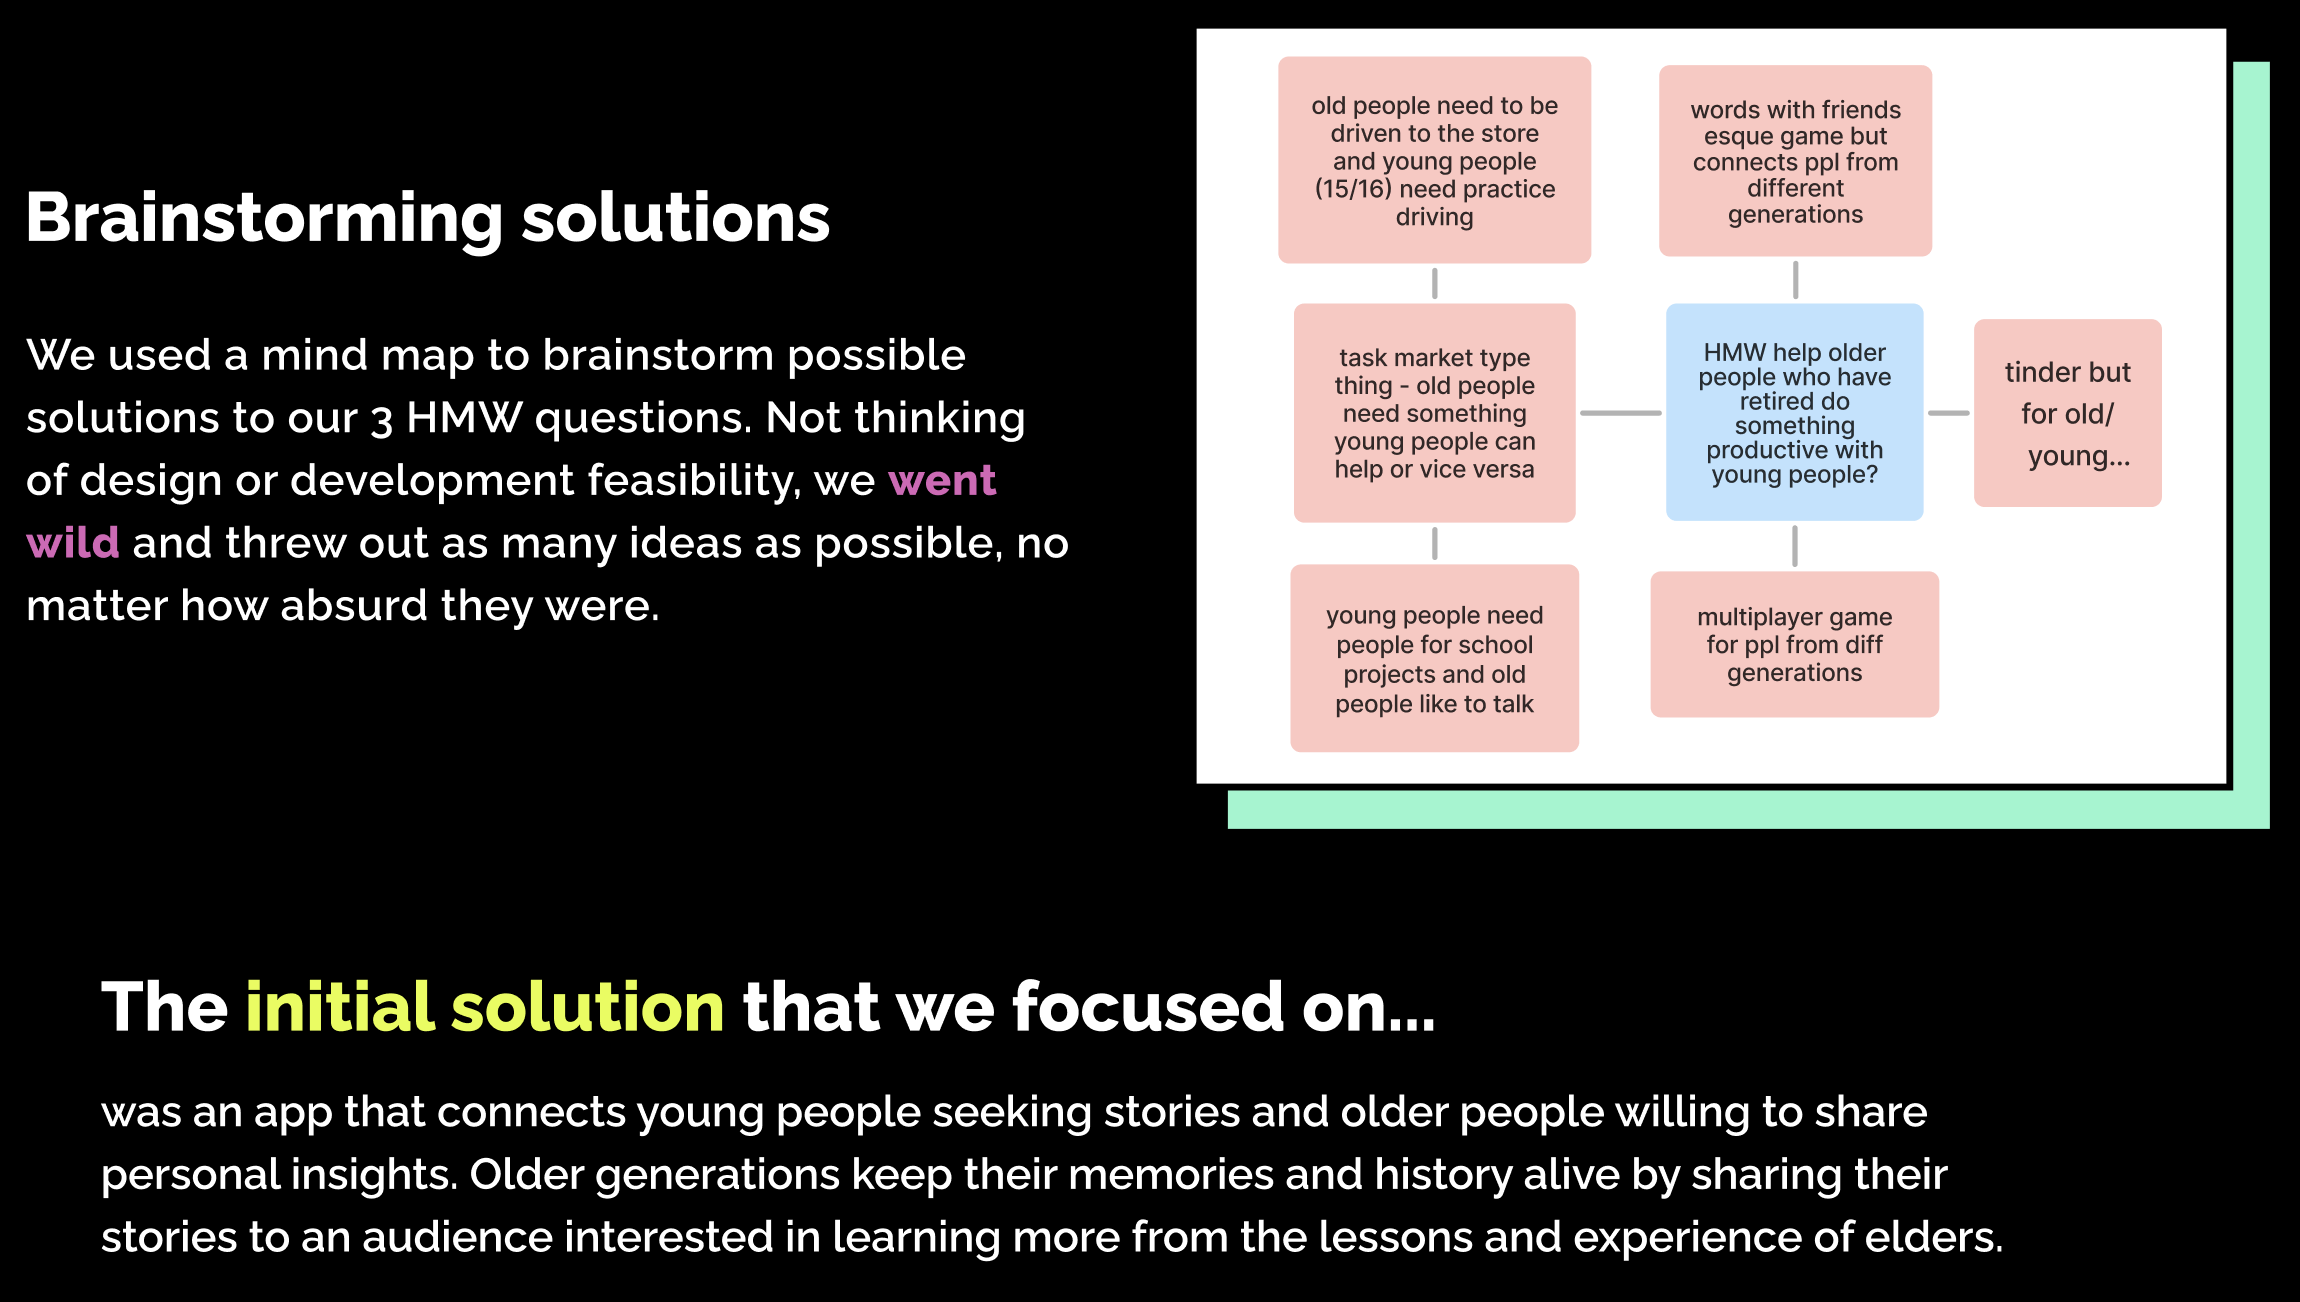 Brainstorming solutions
We used a mind map to brainstorm possible
solutions to our 3 HMW questions. Not thinking
of design or development feasibility, we went
wild and threw out as many ideas as possible, no
matter how absurd they were.
old people need to be
driven to the store
and young people
(15/16) need practice
driving
words with friends
esque game but
connects ppl from
different
generations
task market type
thing - old people
need something
young people can
help or vice versa
HMW help older
people who have
retired do
something
productive with
young people?
tinder but
for old/
young...
young people need
people for school
projects and old
people like to talk
multiplayer game
for ppl from diff
generations
The initial solution that we focused on...
was an app that connects young people seeking stories and older people willing to share
personal insights. Older generations keep their memories and history alive by sharing their
stories to an audience interested in learning more from the lessons and experience of elders.